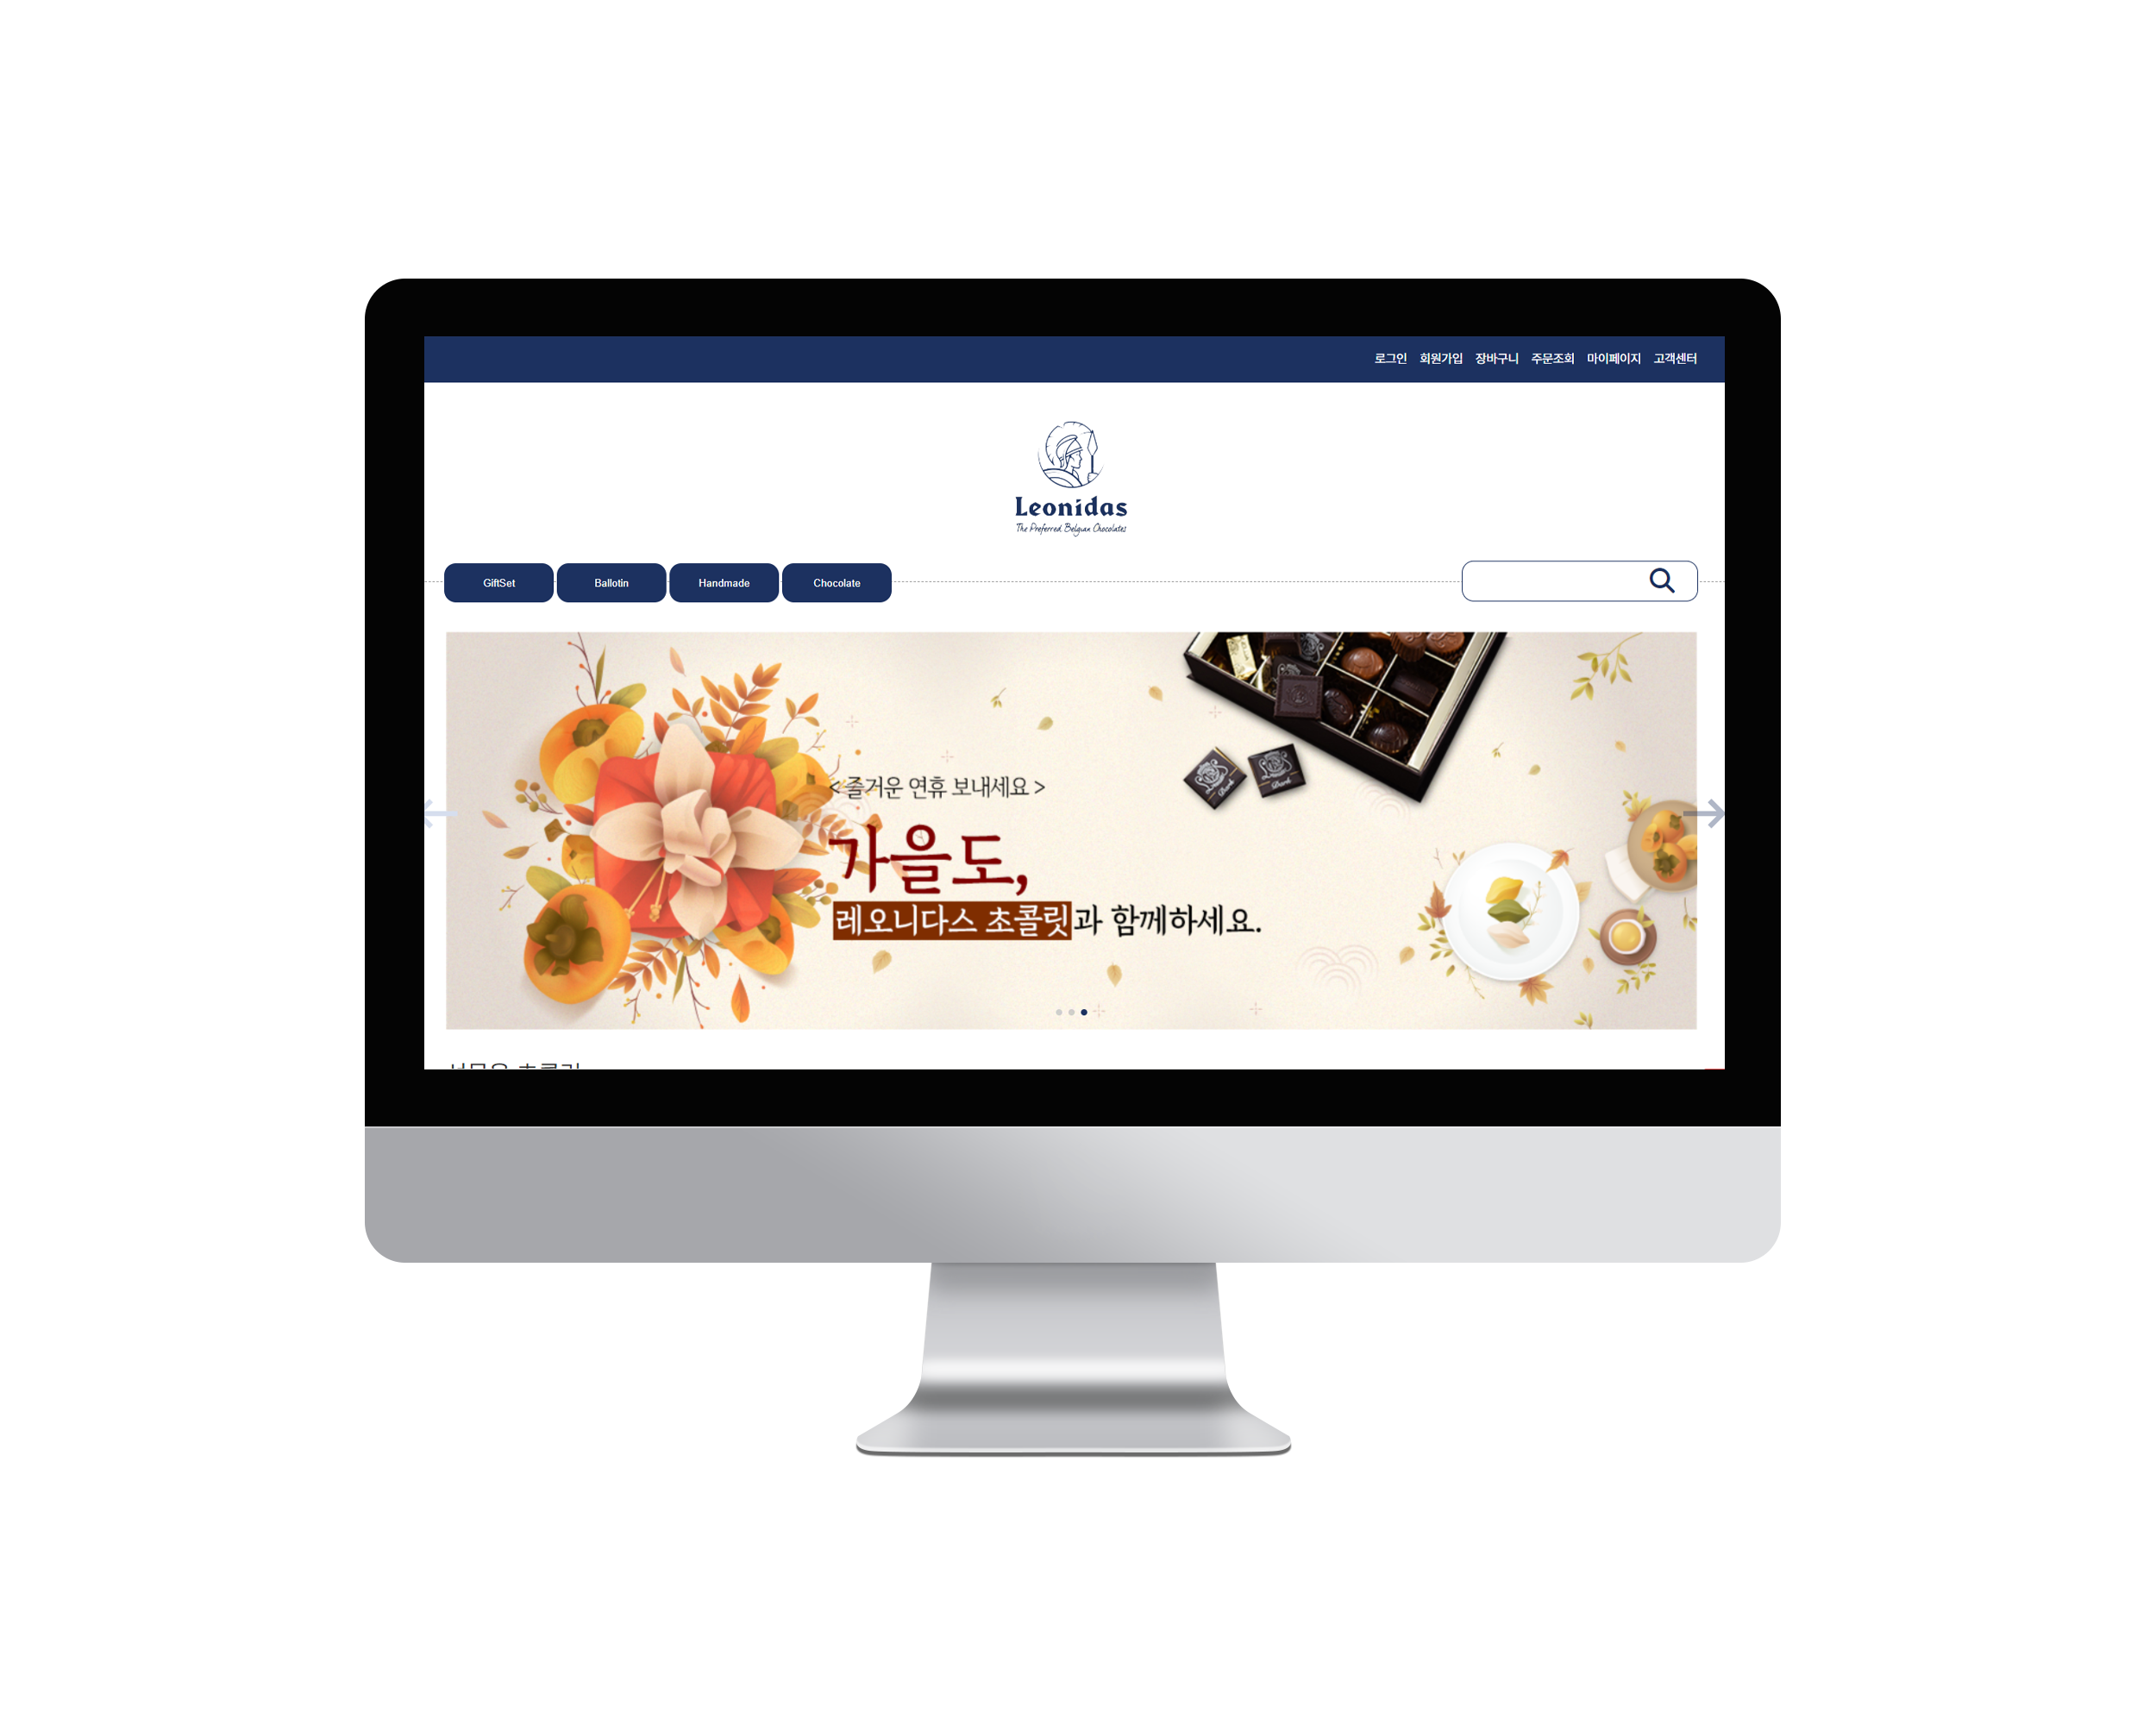 로그인 회원가입 장바구니 주문조회 마이페이지 고객센터
Leonidas
The Preferred Belgian Chocolates
GiftSet Ballotin Handmade Chocolate
< 즐거운 연휴 보내세요 >
가을도,
레오니다스 초콜릿과 함께하세요.
Dark Dark